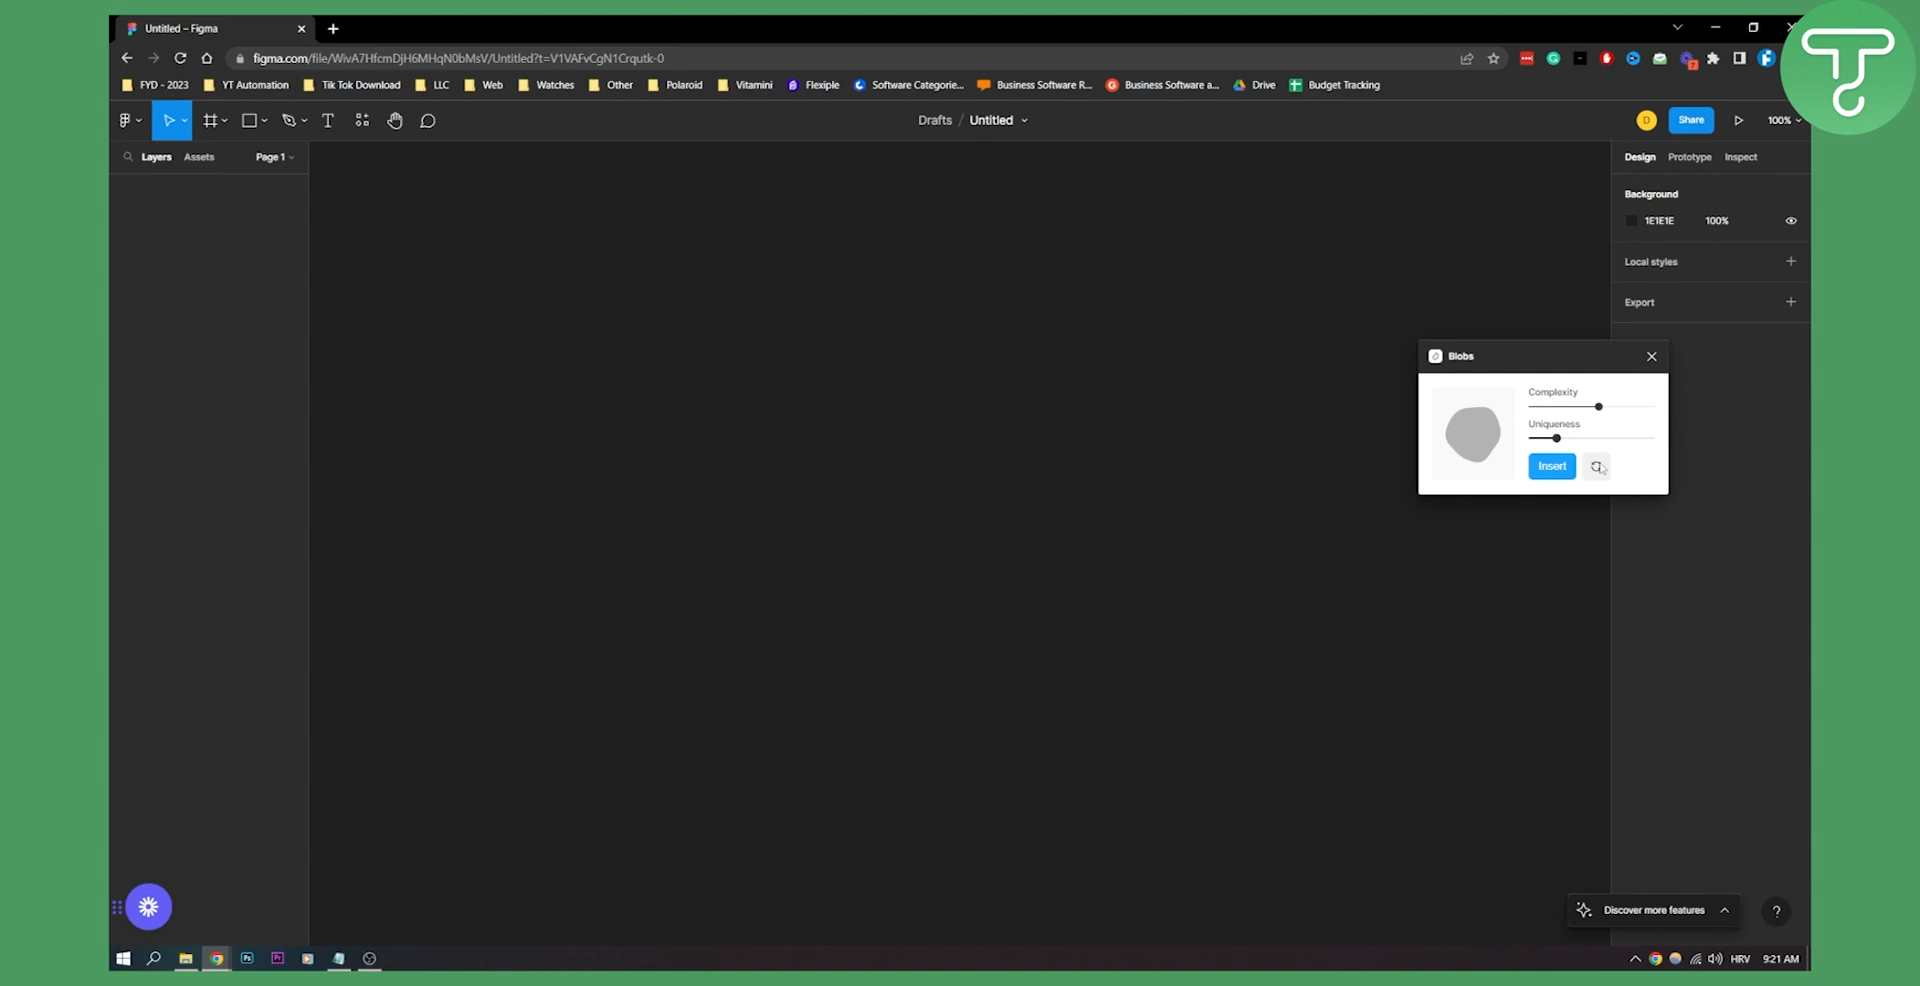 Untitled – Figma
figma.com/file/WivA7HfcmDjH6MHqN0bMsV/Untitled?t=V1VAFvCgN1Crqutk-0
FYD - 2023 YT Automation Tik Tok Download LLC Web Watches Other Polaroid Vitamini Flexiple Software Categorie... Business Software R... Business Software a... Drive Budget Tracking
Drafts / Untitled
D Share 100%
Layers Assets Page 1
Design Prototype Inspect
Background
1E1E1E 100%
Local styles
Export
Blobs
Complexity
Uniqueness
Insert
Discover more features
?
Ps Pr
HRV 9:21 AM